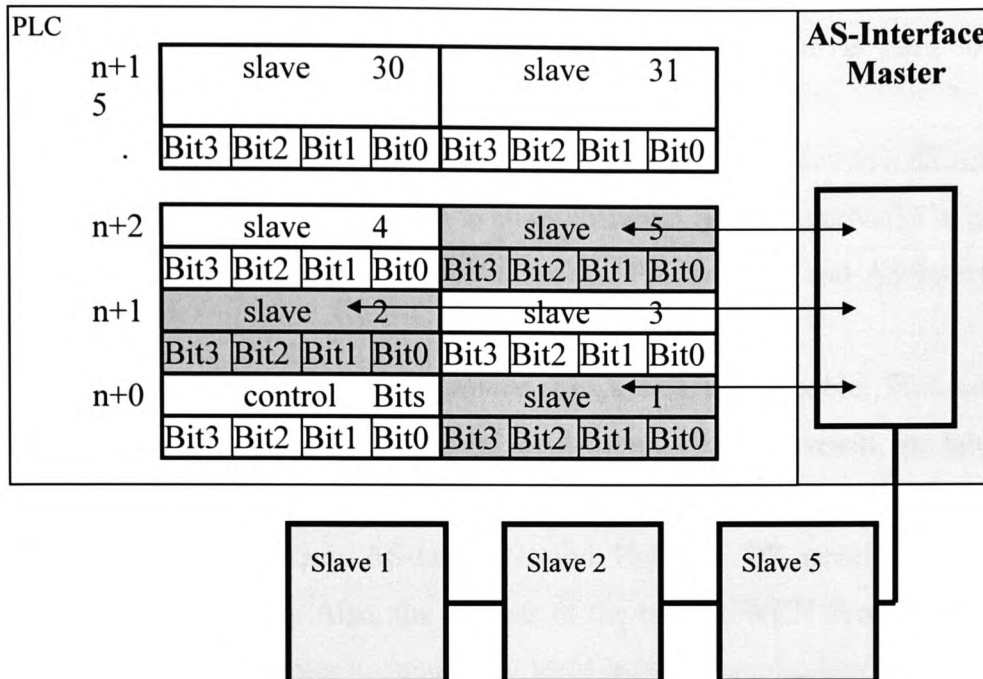 PLC
AS-Interface
Master
n+1
5
slave 30 slave 31
.
Bit3 Bit2 Bit1 Bit0 Bit3 Bit2 Bit1 Bit0
n+2
slave 4 slave 5
Bit3 Bit2 Bit1 Bit0 Bit3 Bit2 Bit1 Bit0
n+1
slave 2 slave 3
Bit3 Bit2 Bit1 Bit0 Bit3 Bit2 Bit1 Bit0
n+0
control Bits slave 1
Bit3 Bit2 Bit1 Bit0 Bit3 Bit2 Bit1 Bit0
Slave 1 Slave 2 Slave 5